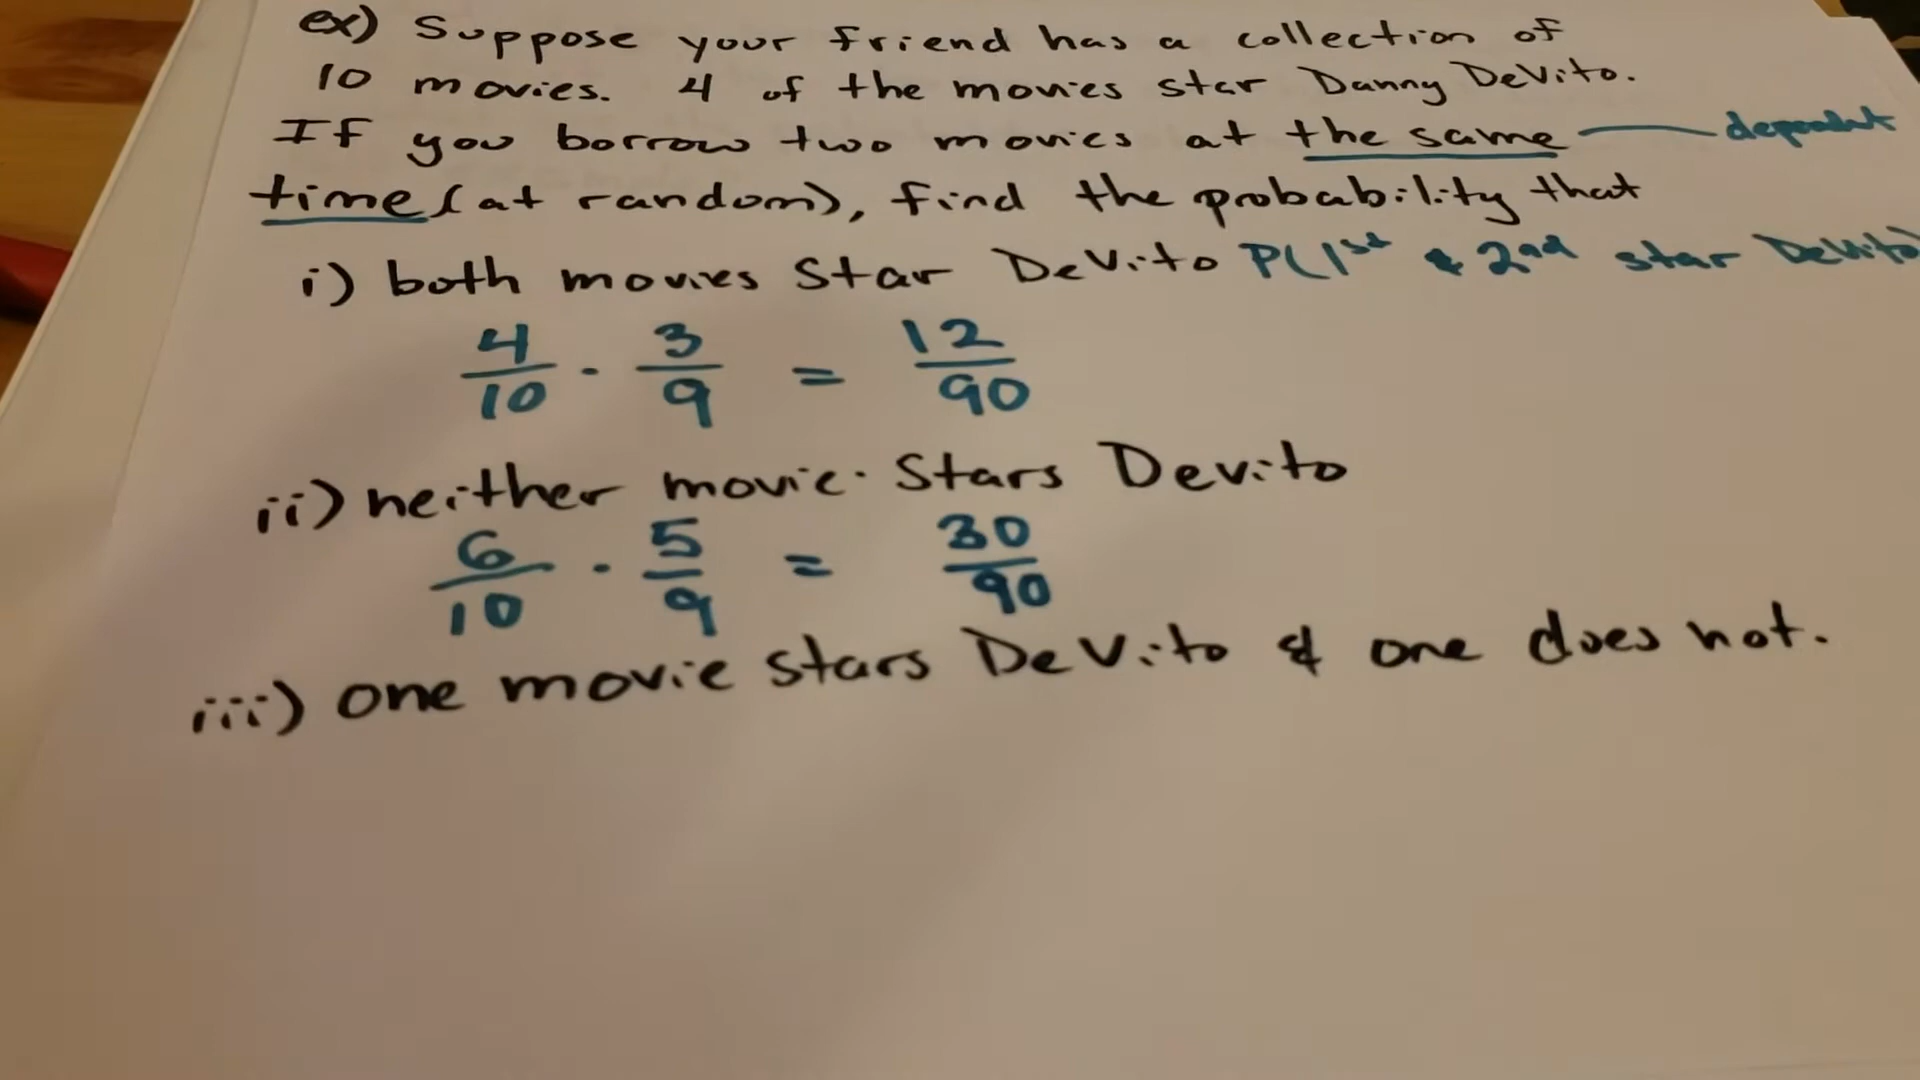 ex) Suppose your friend has a collection of
10 movies. 4 of the movies star Danny DeVito.
If you borrow two movies at the same — dependent
time (at random), find the probability that
i) both movies star DeVito P(1st & 2nd star DeVito)
4/10 · 3/9 = 12/90
ii) neither movie stars Devito
6/10 · 5/9 = 30/90
iii) one movie stars DeVito & one does not.